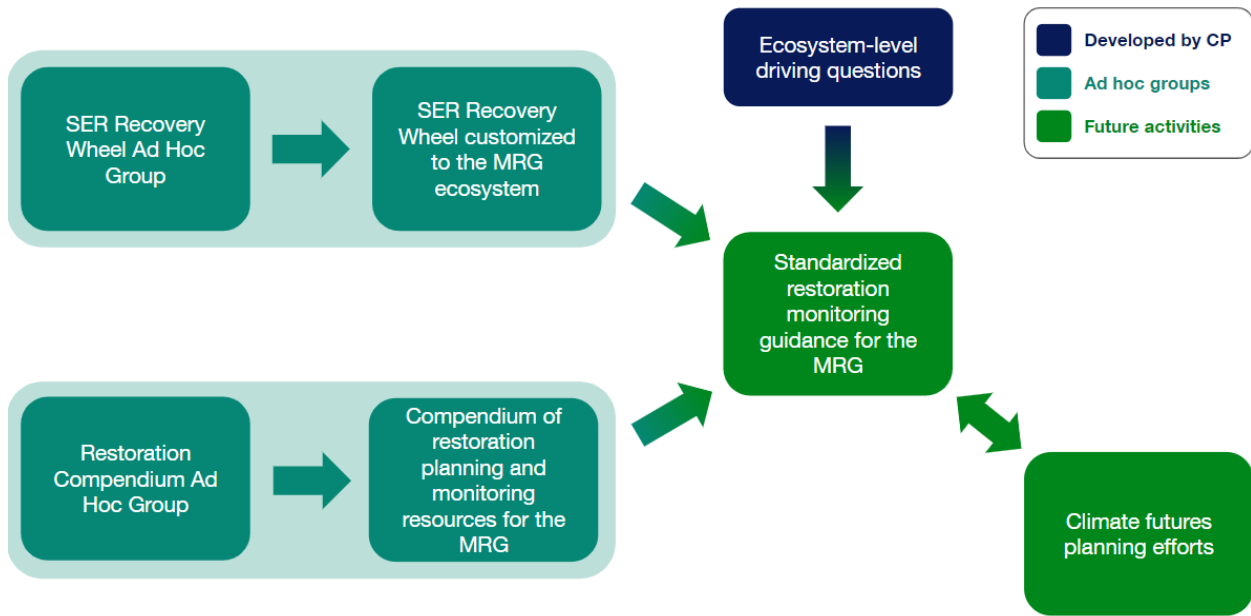 SER Recovery
Wheel Ad Hoc
Group
SER Recovery
Wheel customized
to the MRG
ecosystem
Ecosystem-level
driving questions
Developed by CP
Ad hoc groups
Future activities
Standardized
restoration
monitoring
guidance for the
MRG
Restoration
Compendium Ad
Hoc Group
Compendium of
restoration
planning and
monitoring
resources for the
MRG
Climate futures
planning efforts